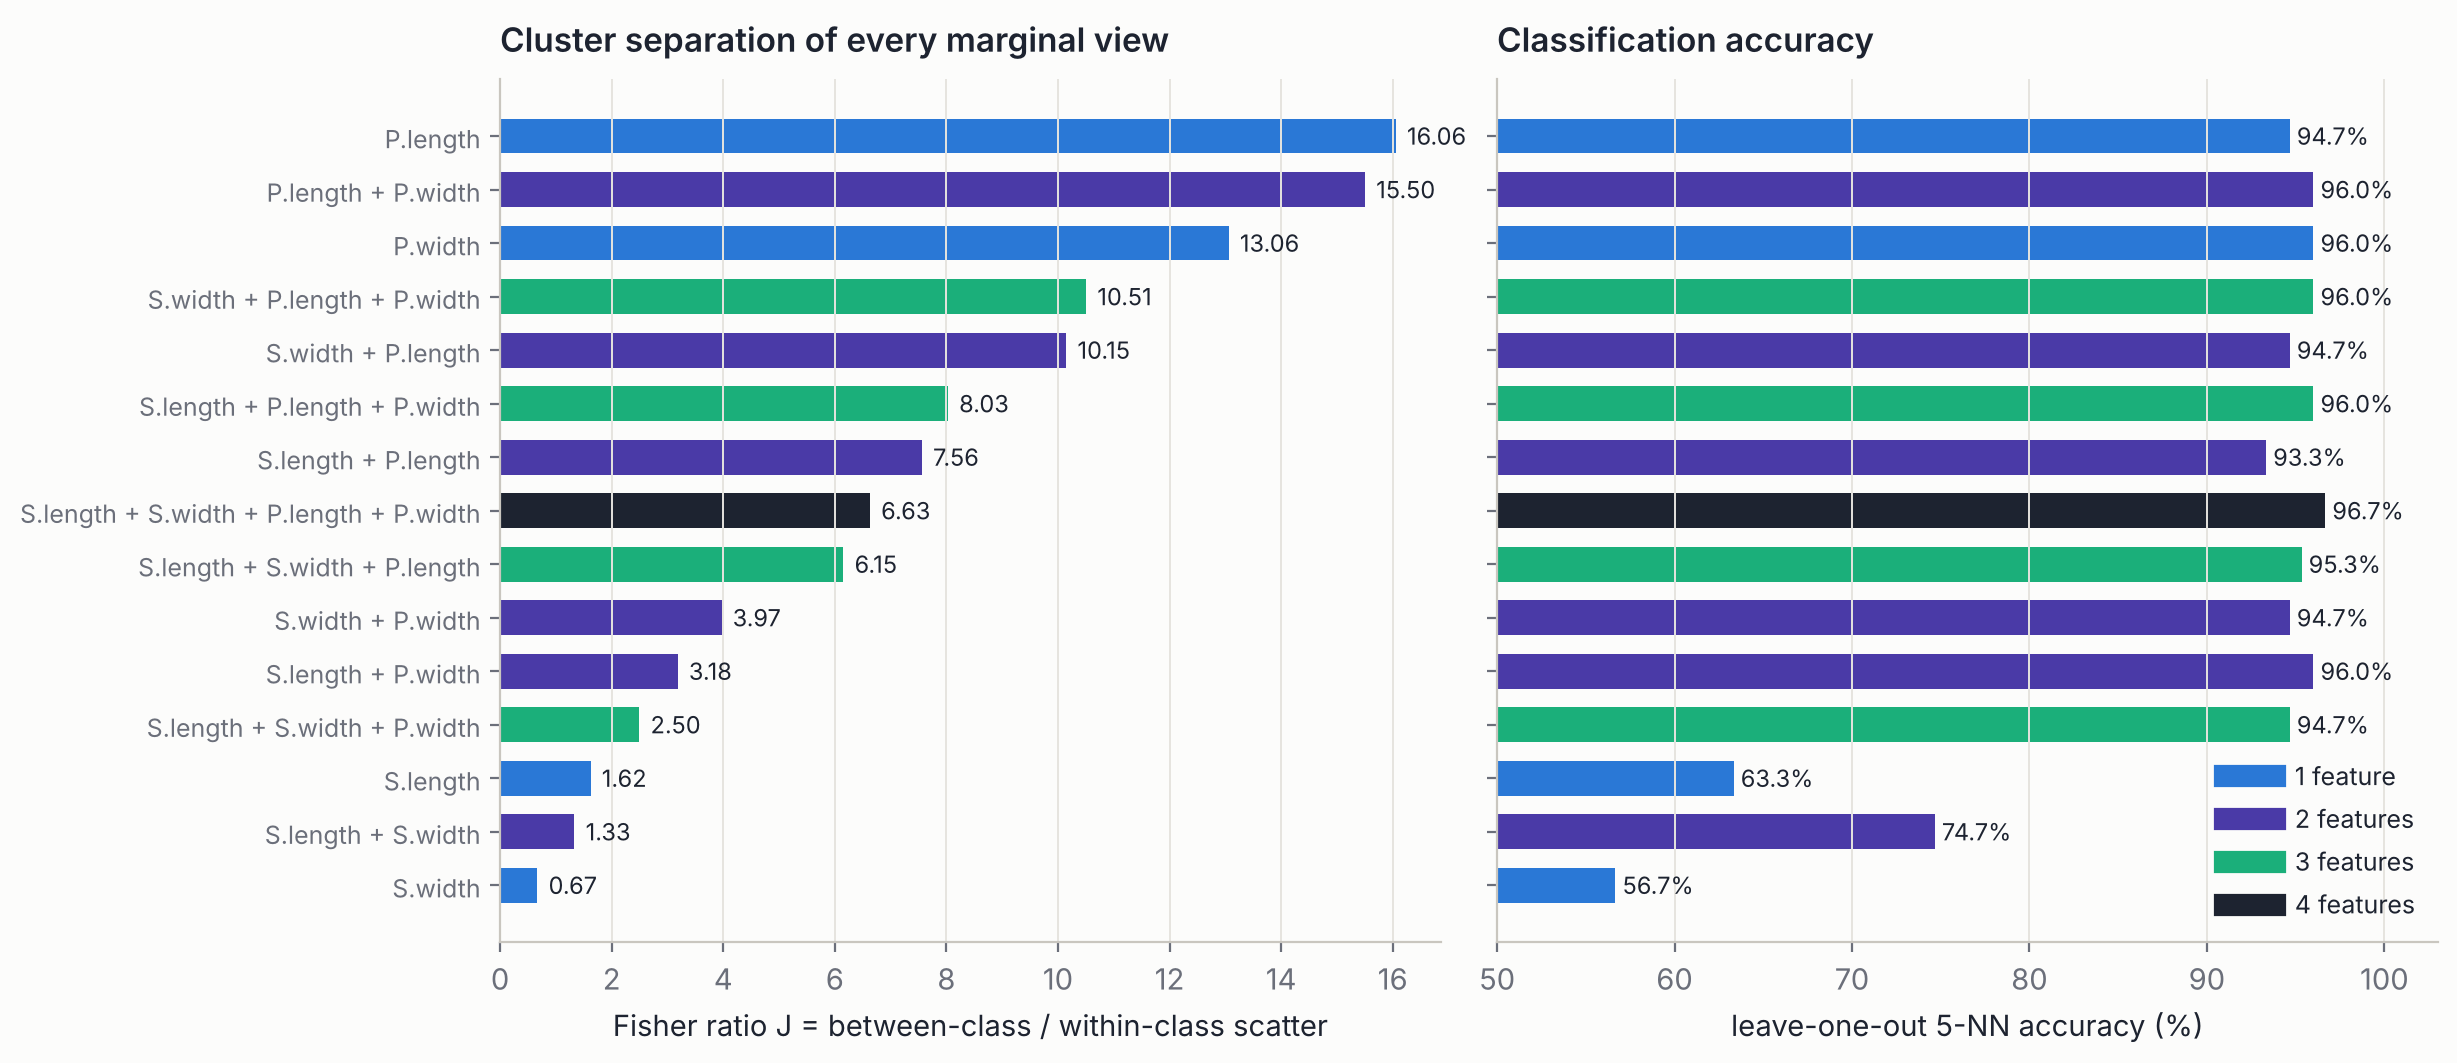 Cluster separation of every marginal view
Classification accuracy
P.length 16.06 94.7%
P.length + P.width 15.50 96.0%
P.width 13.06 96.0%
S.width + P.length + P.width 10.51 96.0%
S.width + P.length 10.15 94.7%
S.length + P.length + P.width 8.03 96.0%
S.length + P.length 7.56 93.3%
S.length + S.width + P.length + P.width 6.63 96.7%
S.length + S.width + P.length 6.15 95.3%
S.width + P.width 3.97 94.7%
S.length + P.width 3.18 96.0%
S.length + S.width + P.width 2.50 94.7%
S.length 1.62 63.3%
S.length + S.width 1.33 74.7%
S.width 0.67 56.7%
1 feature
2 features
3 features
4 features
0 2 4 6 8 10 12 14 16
50 60 70 80 90 100
Fisher ratio J = between-class / within-class scatter
leave-one-out 5-NN accuracy (%)